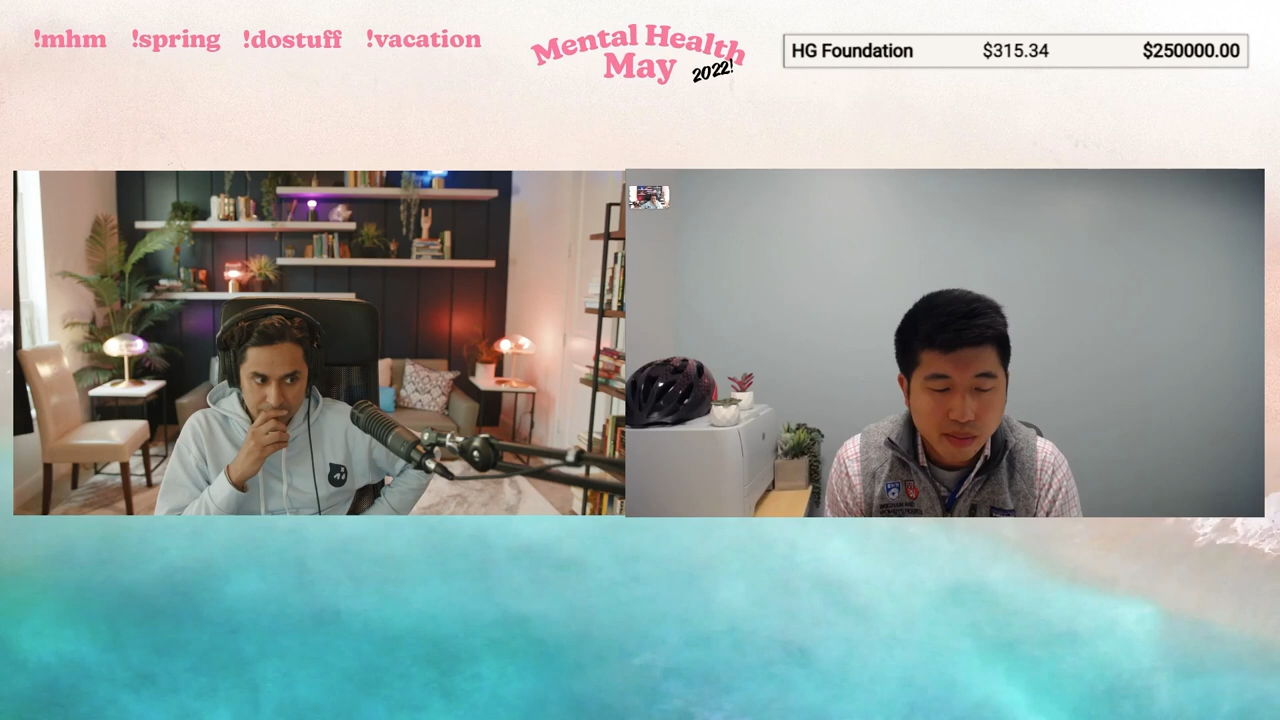 !mhm !spring !dostuff !vacation
Mental Health
May 2022!
HG Foundation $315.34 $250000.00